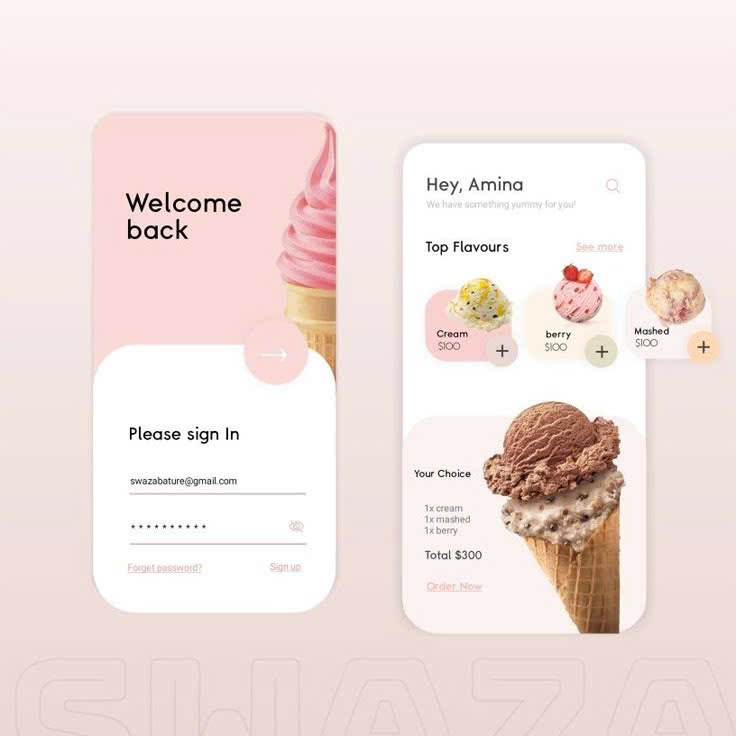 Welcome
back
Please sign In
swazabature@gmail.com
**********
Forget password?
Sign up
Hey, Amina
We have something yummy for you!
Top Flavours
See more
Cream
$100
berry
$100
Mashed
$100
Your Choice
1x cream
1x mashed
1x berry
Total $300
Order Now
SWAZA